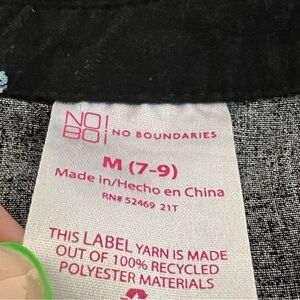 NO!
BO! NO BOUNDARIES
M (7-9)
Made in/Hecho en China
RN# 52469 21T
THIS LABEL YARN IS MADE
OUT OF 100% RECYCLED
POLYESTER MATERIALS